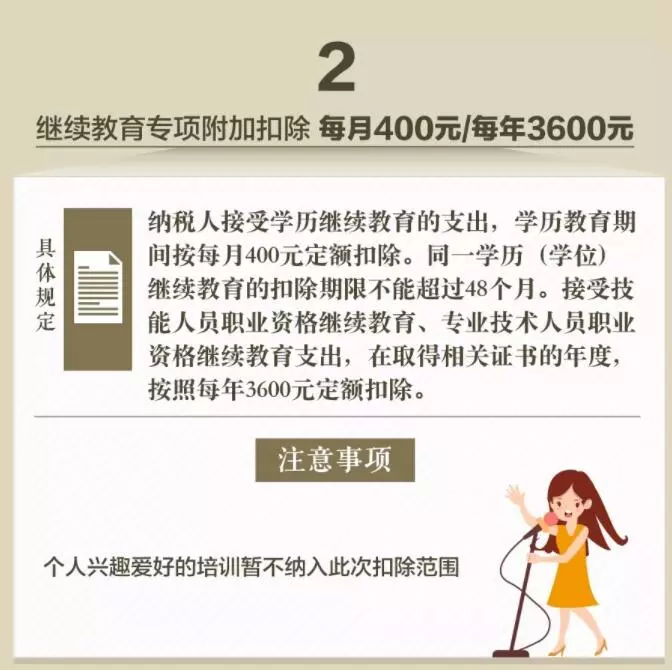 2
继续教育专项附加扣除 每月400元/每年3600元
具体规定
纳税人接受学历继续教育的支出，学历教育期
间按每月400元定额扣除。同一学历（学位）
继续教育的扣除期限不能超过48个月。接受技
能人员职业资格继续教育、专业技术人员职业
资格继续教育支出，在取得相关证书的年度，
按照每年3600元定额扣除。
注意事项
个人兴趣爱好的培训暂不纳入此次扣除范围